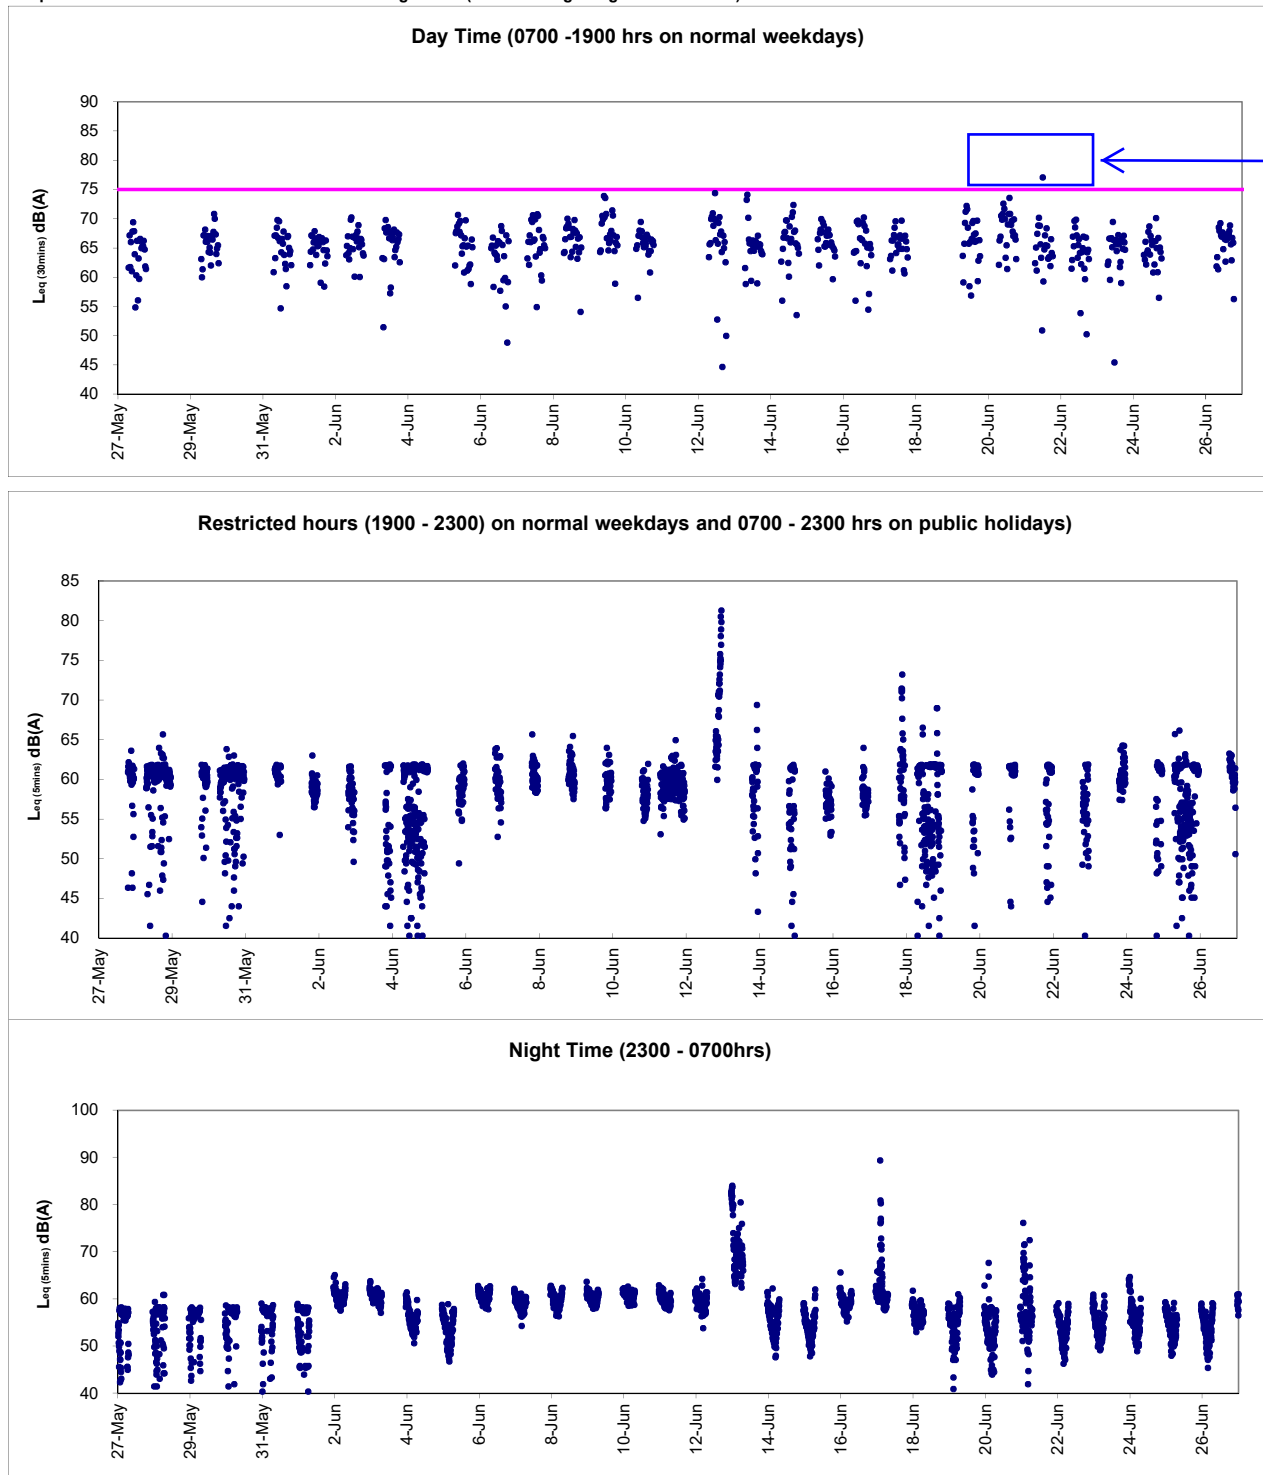 Day Time (0700 -1900 hrs on normal weekdays)
90
85
80
75
70
65
60
55
50
45
40
Leq (30mins) dB(A)
27-May
29-May
31-May
2-Jun
4-Jun
6-Jun
8-Jun
10-Jun
12-Jun
14-Jun
16-Jun
18-Jun
20-Jun
22-Jun
24-Jun
26-Jun
Restricted hours (1900 - 2300) on normal weekdays and 0700 - 2300 hrs on public holidays)
85
80
75
70
65
60
55
50
45
40
Leq (5mins) dB(A)
27-May
29-May
31-May
2-Jun
4-Jun
6-Jun
8-Jun
10-Jun
12-Jun
14-Jun
16-Jun
18-Jun
20-Jun
22-Jun
24-Jun
26-Jun
Night Time (2300 - 0700hrs)
100
90
80
70
60
50
40
Leq (5mins) dB(A)
27-May
29-May
31-May
2-Jun
4-Jun
6-Jun
8-Jun
10-Jun
12-Jun
14-Jun
16-Jun
18-Jun
20-Jun
22-Jun
24-Jun
26-Jun